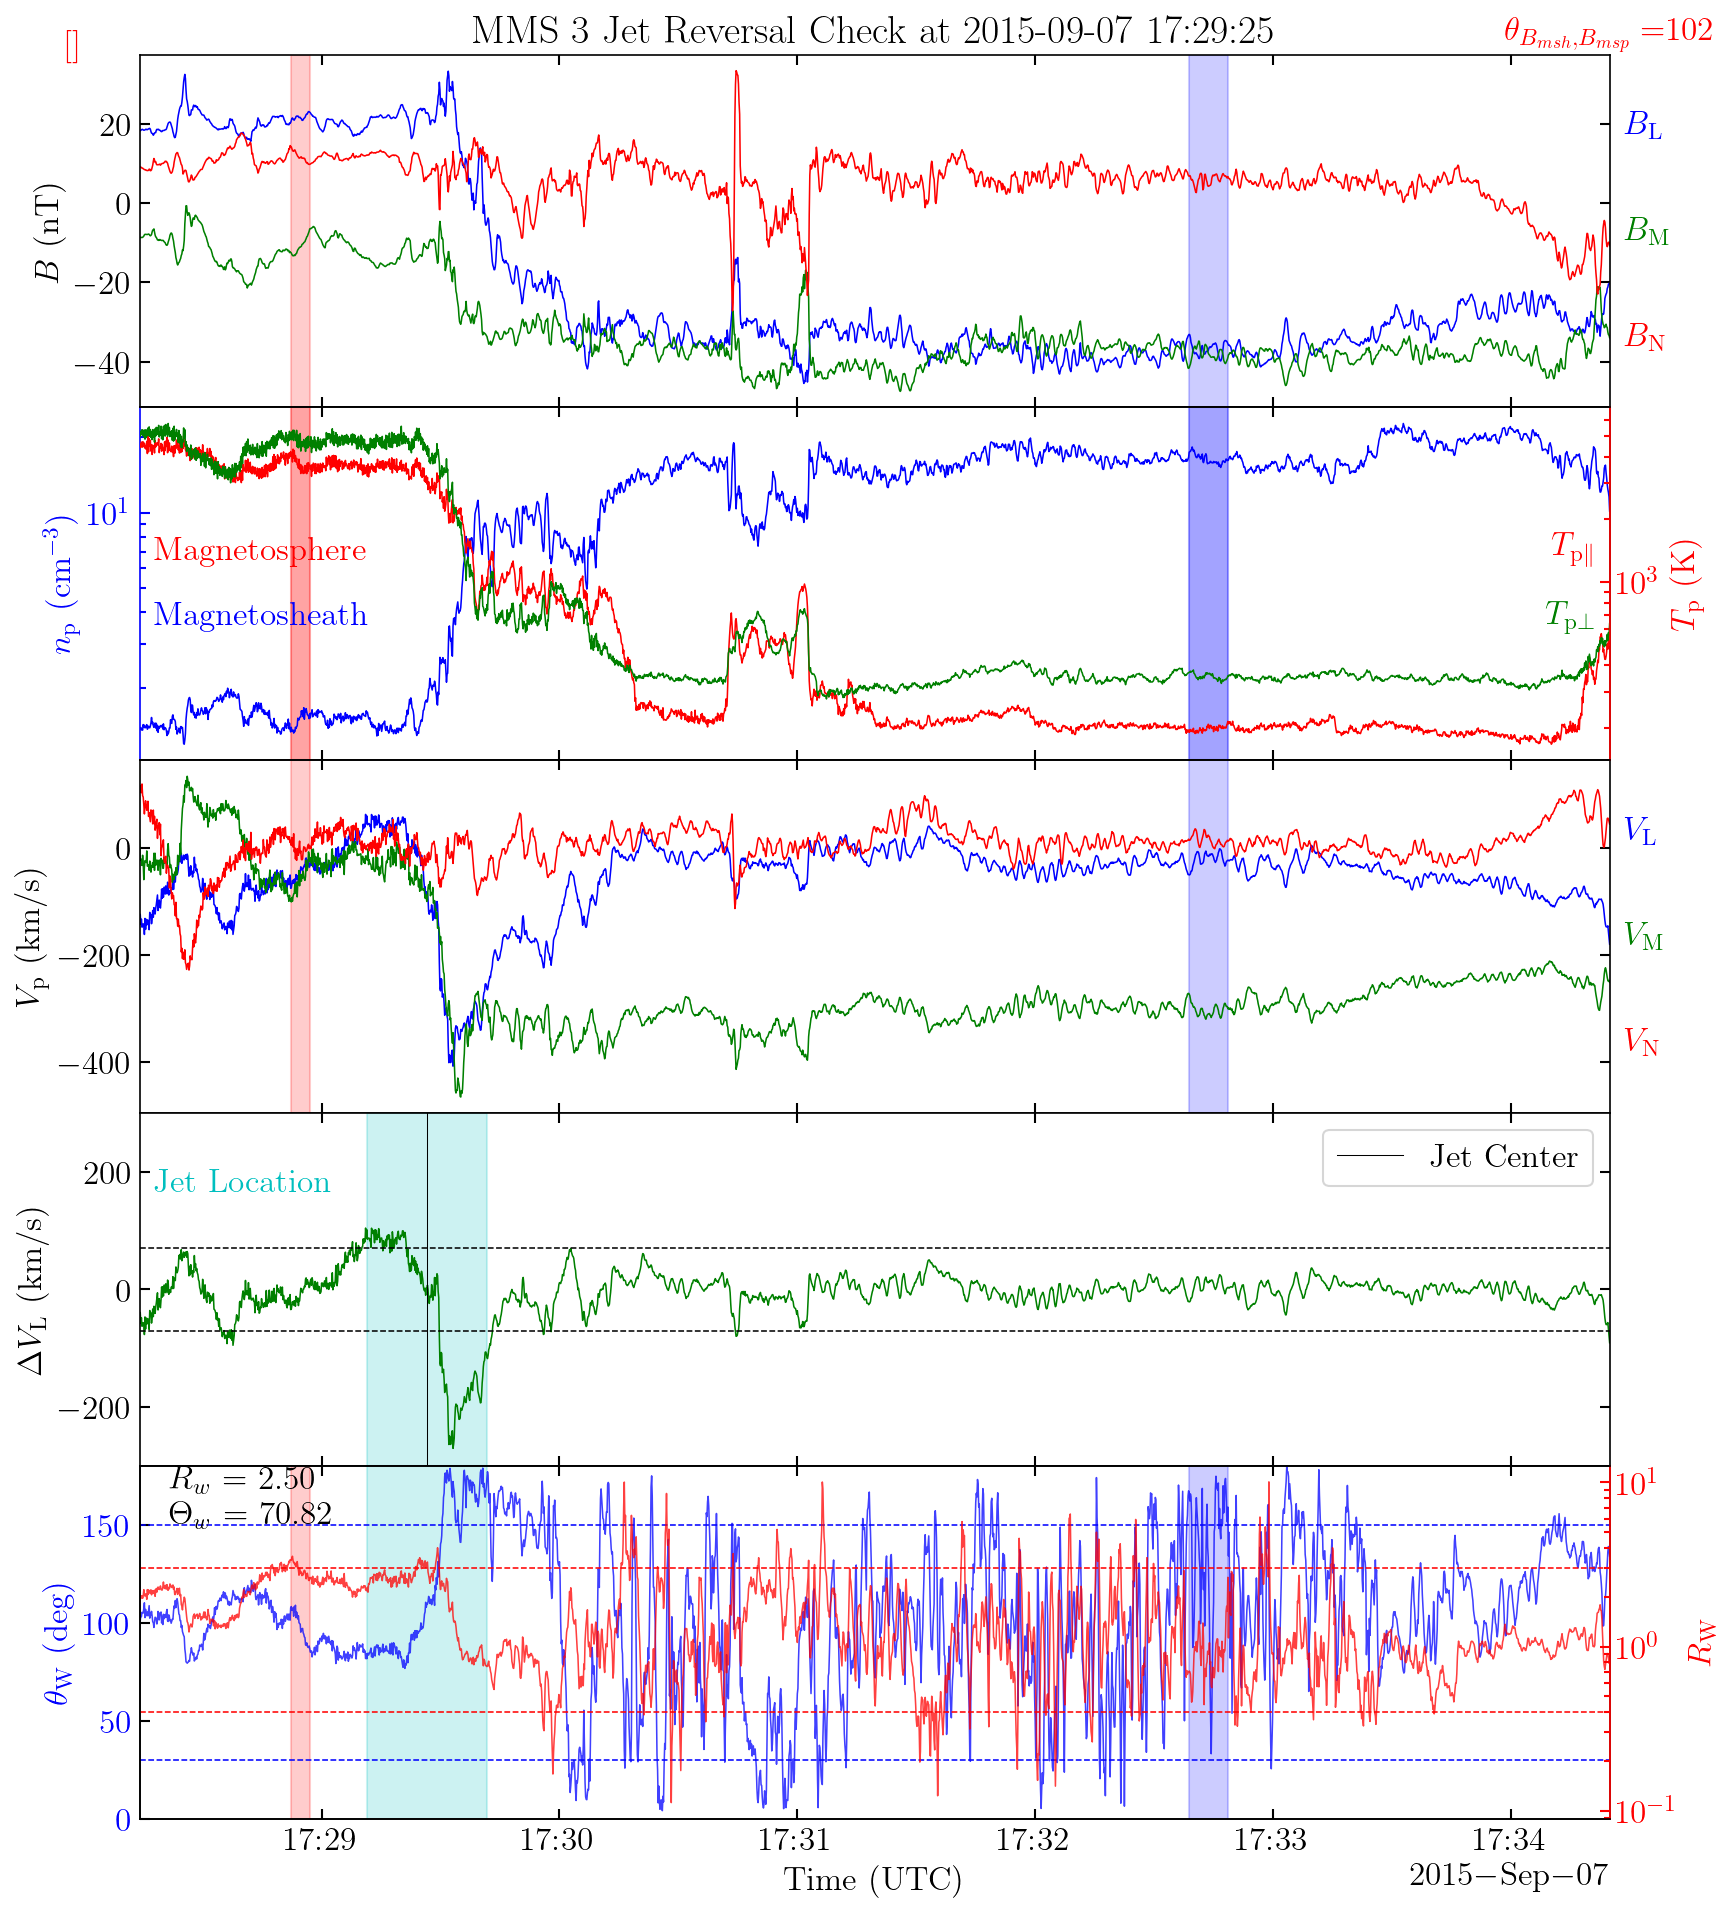 []
MMS 3 Jet Reversal Check at 2015-09-07 17:29:25
θ_{B_{msh},B_{msp}} =102
B (nT)
20
0
−20
−40
B_L
B_M
B_N
n_p (cm^{−3})
10^1
Magnetosphere
Magnetosheath
T_{p∥}
T_{p⊥}
10^3
T_p (K)
V_p (km/s)
0
−200
−400
V_L
V_M
V_N
ΔV_L (km/s)
200
0
−200
Jet Location
Jet Center
R_w = 2.50
Θ_w = 70.82
θ_W (deg)
150
100
50
0
10^1
10^0
10^{−1}
R_W
17:29 17:30 17:31 17:32 17:33 17:34
Time (UTC)
2015−Sep−07